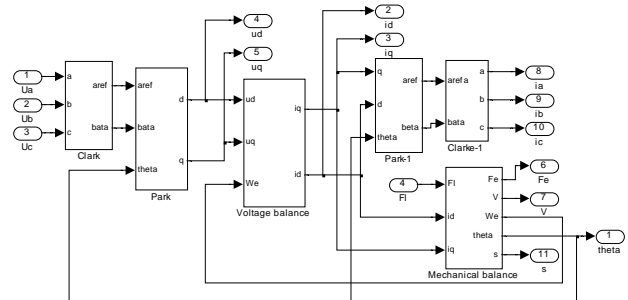 2
id
4
ud
3
iq
5
uq
1
Ua
2
Ub
3
Uc
a
b
c
aref
bata
Clark
aref
bata
theta
d
q
Park
ud
uq
We
iq
id
Voltage balance
q
d
theta
aref
beta
Park-1
arefa
bata
a
b
c
Clarke-1
8
ia
9
ib
10
ic
4
Fl
Fl
id
iq
Fe
V
We
theta
s
Mechanical balance
6
Fe
7
V
1
theta
11
s